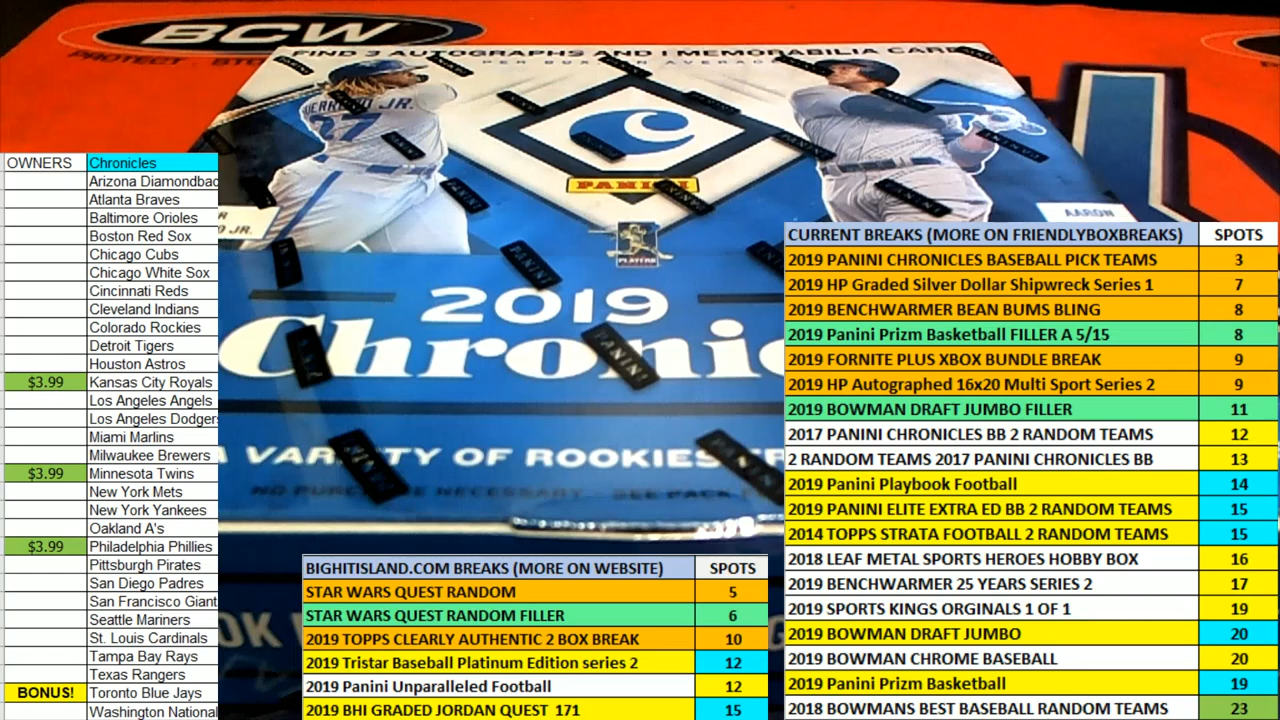 BCW
PROTECT
FIND 3 AUTOGRAPHS AND 1 MEMORABILIA CARD
PER BOX ON AVERAGE
GUERRERO JR.
27
PANINI
AARON
JR.
PLAYERS
2019
Chronic
A VARIETY OF ROOKIES
NO PURCHASE NECESSARY SEE PACK
OWNERS Chronicles
Arizona Diamondbac
Atlanta Braves
Baltimore Orioles
Boston Red Sox
Chicago Cubs
Chicago White Sox
Cincinnati Reds
Cleveland Indians
Colorado Rockies
Detroit Tigers
Houston Astros
$3.99 Kansas City Royals
Los Angeles Angels
Los Angeles Dodgers
Miami Marlins
Milwaukee Brewers
$3.99 Minnesota Twins
New York Mets
New York Yankees
Oakland A's
$3.99 Philadelphia Phillies
Pittsburgh Pirates
San Diego Padres
San Francisco Giant
Seattle Mariners
St. Louis Cardinals
Tampa Bay Rays
Texas Rangers
BONUS! Toronto Blue Jays
Washington National
BIGHITISLAND.COM BREAKS (MORE ON WEBSITE) SPOTS
STAR WARS QUEST RANDOM 5
STAR WARS QUEST RANDOM FILLER 6
2019 TOPPS CLEARLY AUTHENTIC 2 BOX BREAK 10
2019 Tristar Baseball Platinum Edition series 2 12
2019 Panini Unparalleled Football 12
2019 BHI GRADED JORDAN QUEST 171 15
CURRENT BREAKS (MORE ON FRIENDLYBOXBREAKS) SPOTS
2019 PANINI CHRONICLES BASEBALL PICK TEAMS 3
2019 HP Graded Silver Dollar Shipwreck Series 1 7
2019 BENCHWARMER BEAN BUMS BLING 8
2019 Panini Prizm Basketball FILLER A 5/15 8
2019 FORNITE PLUS XBOX BUNDLE BREAK 9
2019 HP Autographed 16x20 Multi Sport Series 2 9
2019 BOWMAN DRAFT JUMBO FILLER 11
2017 PANINI CHRONICLES BB 2 RANDOM TEAMS 12
2 RANDOM TEAMS 2017 PANINI CHRONICLES BB 13
2019 Panini Playbook Football 14
2019 PANINI ELITE EXTRA ED BB 2 RANDOM TEAMS 15
2014 TOPPS STRATA FOOTBALL 2 RANDOM TEAMS 15
2018 LEAF METAL SPORTS HEROES HOBBY BOX 16
2019 BENCHWARMER 25 YEARS SERIES 2 17
2019 SPORTS KINGS ORGINALS 1 OF 1 19
2019 BOWMAN DRAFT JUMBO 20
2019 BOWMAN CHROME BASEBALL 20
2019 Panini Prizm Basketball 19
2018 BOWMANS BEST BASEBALL RANDOM 23